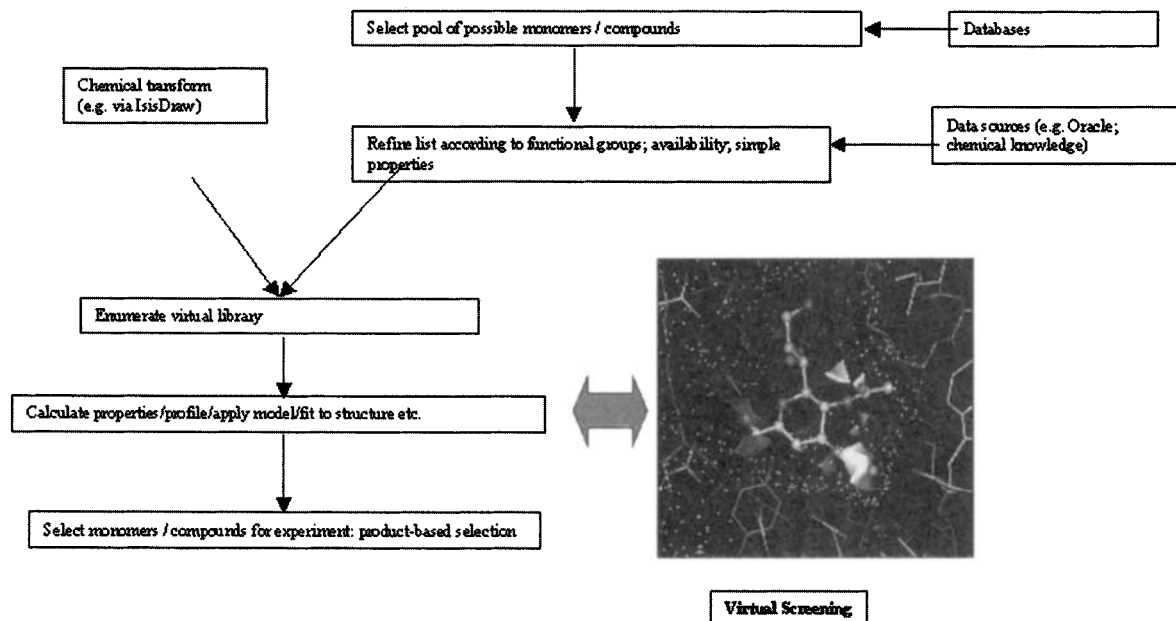 Select pool of possible monomers / compounds
Databases
Chemical transform
(e.g. via IsisDraw)
Refine list according to functional groups; availability; simple
properties
Data sources (e.g. Oracle;
chemical knowledge)
Enumerate virtual library
Calculate properties/profile/apply model/fit to structure etc.
Select monomers / compounds for experiment: product-based selection
Virtual Screening